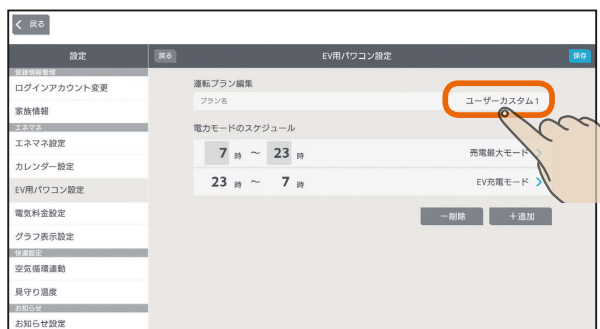 く 戻る
設定
戻る
EV用パワコン設定
保存
登録情報管理
ログインアカウント変更
家族情報
エネマネ
エネマネ設定
カレンダー設定
EV用パワコン設定
電気料金設定
グラフ表示設定
快適設定
空気循環連動
見守り温度
お知らせ
お知らせ設定
運転プラン編集
プラン名
ユーザーカスタム1
電力モードのスケジュール
7 時 ~ 23 時
売電最大モード >
23 時 ~ 7 時
EV充電モード >
－削除
＋追加